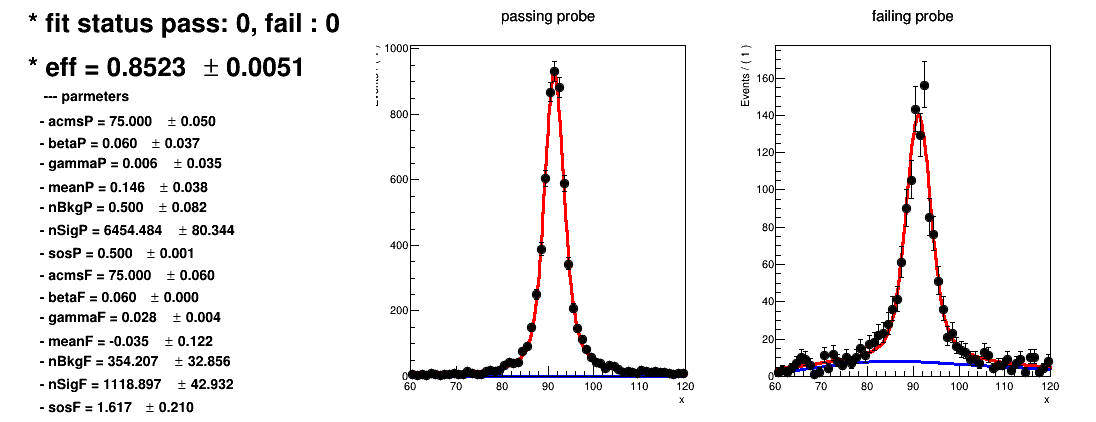 * fit status pass: 0, fail : 0
* eff = 0.8523 ± 0.0051
--- parmeters
- acmsP = 75.000 ± 0.050
- betaP = 0.060 ± 0.037
- gammaP = 0.006 ± 0.035
- meanP = 0.146 ± 0.038
- nBkgP = 0.500 ± 0.082
- nSigP = 6454.484 ± 80.344
- sosP = 0.500 ± 0.001
- acmsF = 75.000 ± 0.060
- betaF = 0.060 ± 0.000
- gammaF = 0.028 ± 0.004
- meanF = -0.035 ± 0.122
- nBkgF = 354.207 ± 32.856
- nSigF = 1118.897 ± 42.932
- sosF = 1.617 ± 0.210
passing probe
1000
800
600
400
200
0
60 70 80 90 100 110 120
x
failing probe
Events / ( 1 )
160
140
120
100
80
60
40
20
0
60 70 80 90 100 110 120
x